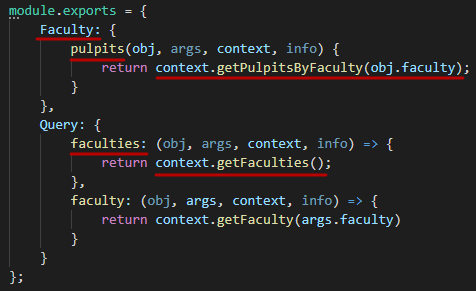 module.exports = {
    Faculty: {
        pulpits(obj, args, context, info) {
            return context.getPulpitsByFaculty(obj.faculty);
        }
    },
    Query: {
        faculties: (obj, args, context, info) => {
            return context.getFaculties();
        },
        faculty: (obj, args, context, info) => {
            return context.getFaculty(args.faculty)
        }
    }
};